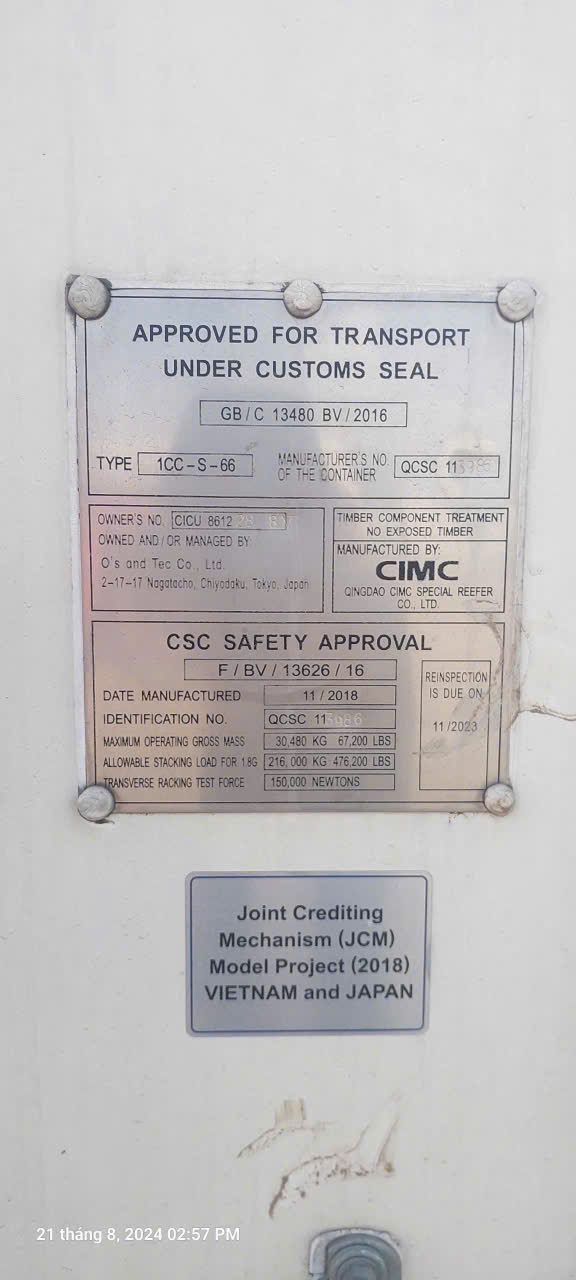 APPROVED FOR TRANSPORT
UNDER CUSTOMS SEAL
GB/C 13480 BV/2016
TYPE 1CC-S-66
MANUFACTURER'S NO.
OF THE CONTAINER
QCSC 113986
OWNER'S NO. CICU 8612
OWNED AND/OR MANAGED BY:
O's and Tec Co., Ltd.
2-17-17 Nagatacho, Chiyodaku, Tokyo, Japan
TIMBER COMPONENT TREATMENT
NO EXPOSED TIMBER
MANUFACTURED BY:
CIMC
QINGDAO CIMC SPECIAL REEFER
CO., LTD.
CSC SAFETY APPROVAL
F/BV/13626/16
DATE MANUFACTURED 11/2018
IDENTIFICATION NO. QCSC 113986
MAXIMUM OPERATING GROSS MASS 30,480 KG 67,200 LBS
ALLOWABLE STACKING LOAD FOR 1.8G 216,000 KG 476,200 LBS
TRANSVERSE RACKING TEST FORCE 150,000 NEWTONS
REINSPECTION
IS DUE ON
11/2023
Joint Crediting
Mechanism (JCM)
Model Project (2018)
VIETNAM and JAPAN
21 tháng 8, 2024 02:57 PM